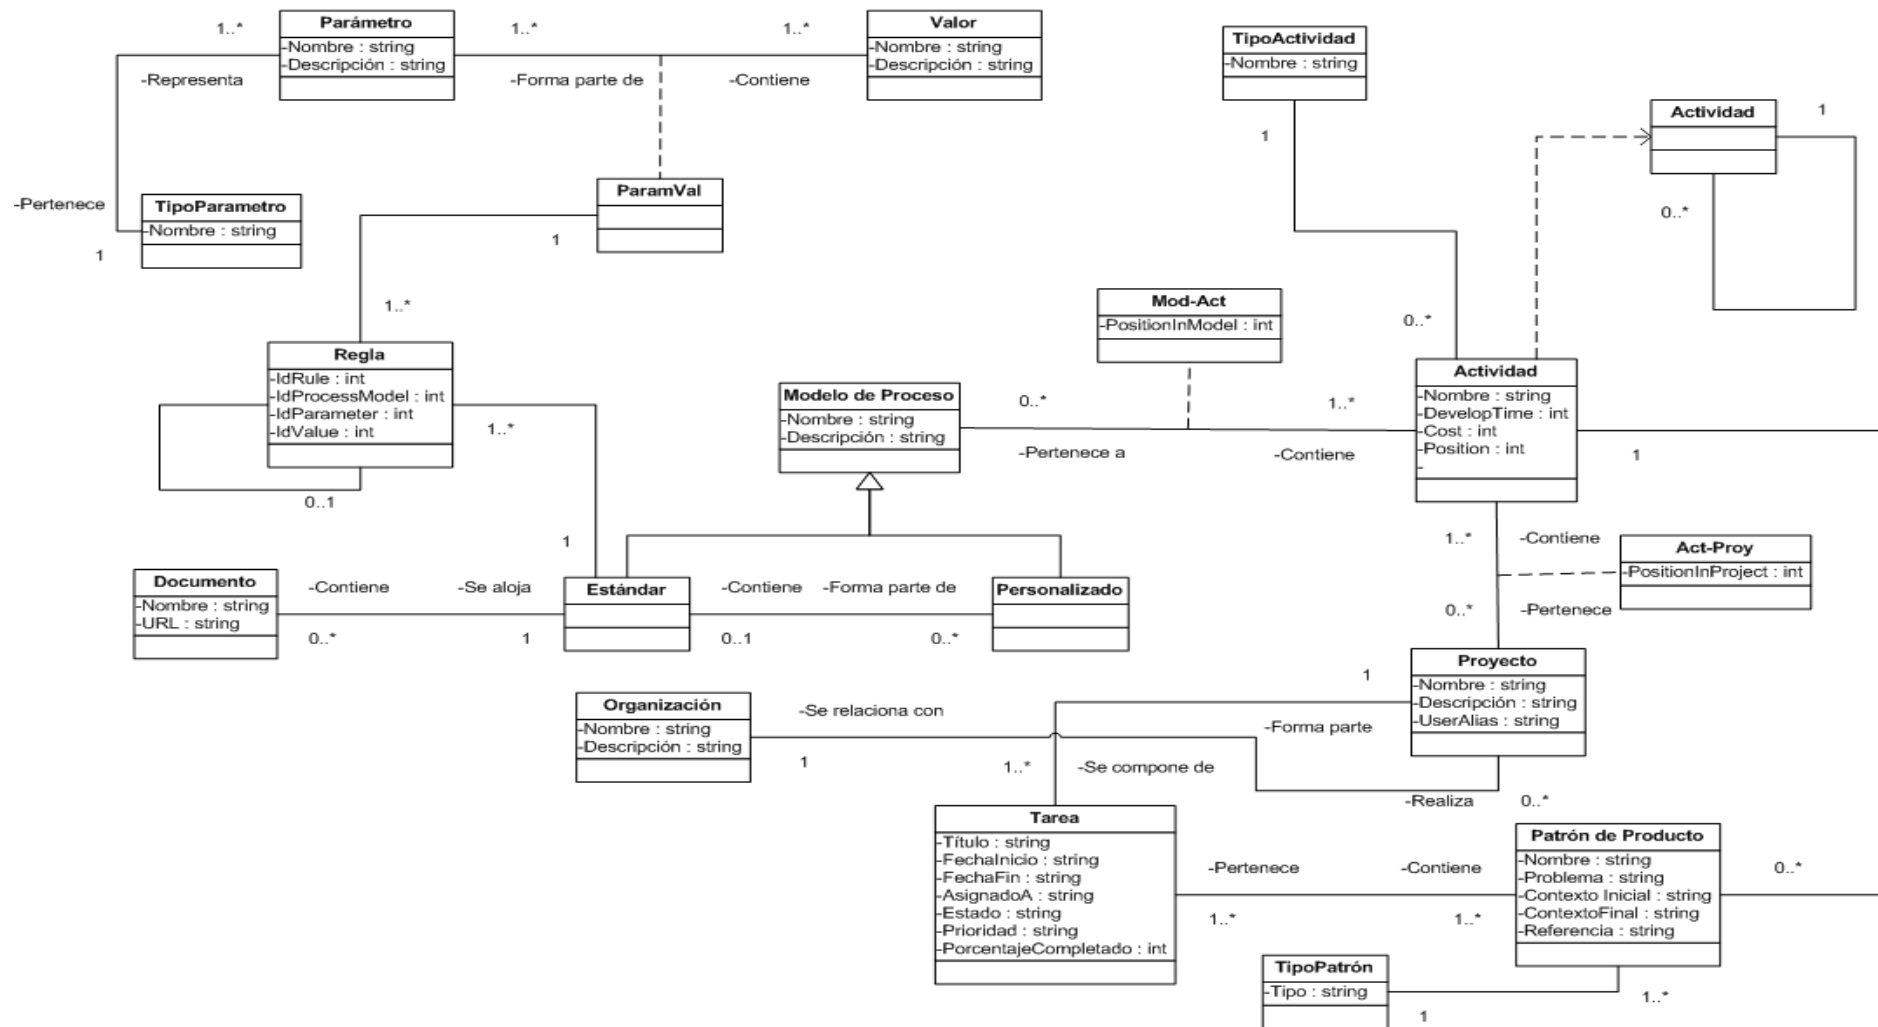 1..*
Parámetro
-Nombre : string
-Descripción : string
1..*
1..*
Valor
-Nombre : string
-Descripción : string
-Representa
-Forma parte de
-Contiene
TipoActividad
-Nombre : string
1
Actividad
1
0..*
-Pertenece
1
TipoParametro
-Nombre : string
ParamVal
1
1..*
Mod-Act
-PositionInModel : int
0..*
Regla
-IdRule : int
-IdProcessModel : int
-IdParameter : int
-IdValue : int
1..*
0..1
1
Modelo de Proceso
-Nombre : string
-Descripción : string
0..*
1..*
-Pertenece a
-Contiene
Actividad
-Nombre : string
-DevelopTime : int
-Cost : int
-Position : int
-
1
1..*
-Contiene
Act-Proy
-PositionInProject : int
0..*
-Pertenece
Documento
-Nombre : string
-URL : string
-Contiene
-Se aloja
0..*
1
Estándar
-Contiene
-Forma parte de
0..1
0..*
Personalizado
Organización
-Nombre : string
-Descripción : string
-Se relaciona con
1
1
-Forma parte
Proyecto
-Nombre : string
-Descripción : string
-UserAlias : string
1..*
-Se compone de
-Realiza
0..*
Tarea
-Título : string
-FechaInicio : string
-FechaFin : string
-AsignadoA : string
-Estado : string
-Prioridad : string
-PorcentajeCompletado : int
-Pertenece
-Contiene
1..*
1..*
Patrón de Producto
-Nombre : string
-Problema : string
-Contexto Inicial : string
-ContextoFinal : string
-Referencia : string
0..*
TipoPatrón
-Tipo : string
1
1..*